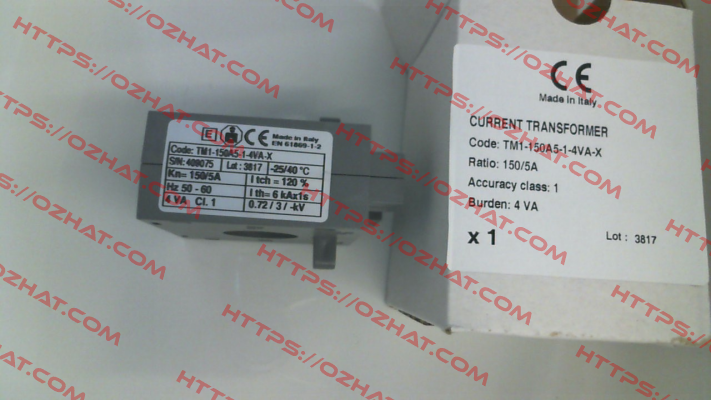 E CE Made in Italy
EN 61869-1-2
Code: TM1-150A5-1-4VA-X
S/N: 409075 Lot: 3817 -25/40 °C
Kn= 150/5A I tch = 120 %
Hz 50 - 60 I th= 6 kAx1s
4 VA Cl. 1 0.72 / 3 / -kV
CE
Made in Italy
CURRENT TRANSFORMER
Code: TM1-150A5-1-4VA-X
Ratio: 150/5A
Accuracy class: 1
Burden: 4 VA
x 1
Lot : 3817
HTTPS://OZHAT.COM